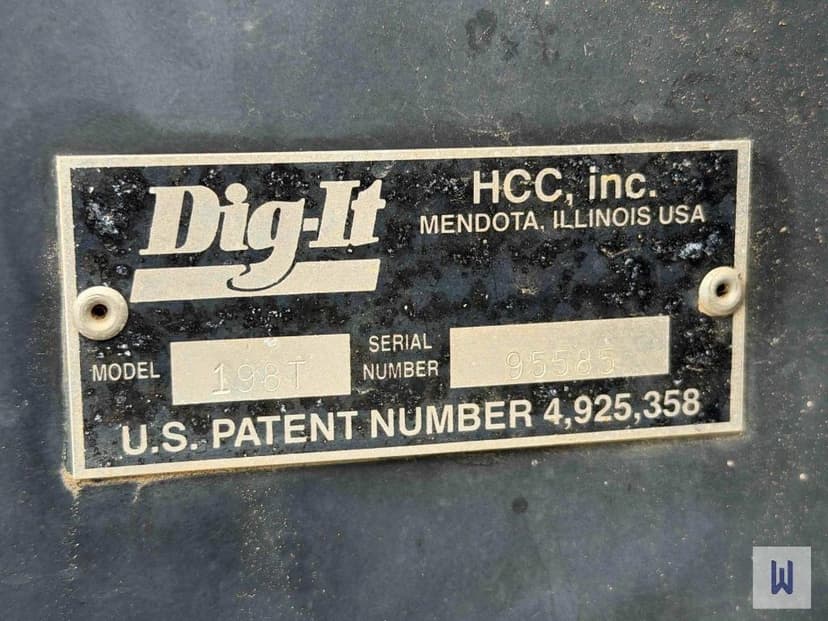 Dig-It
HCC, inc.
MENDOTA, ILLINOIS USA
MODEL 198T
SERIAL NUMBER 95585
U.S. PATENT NUMBER 4,925,358
W